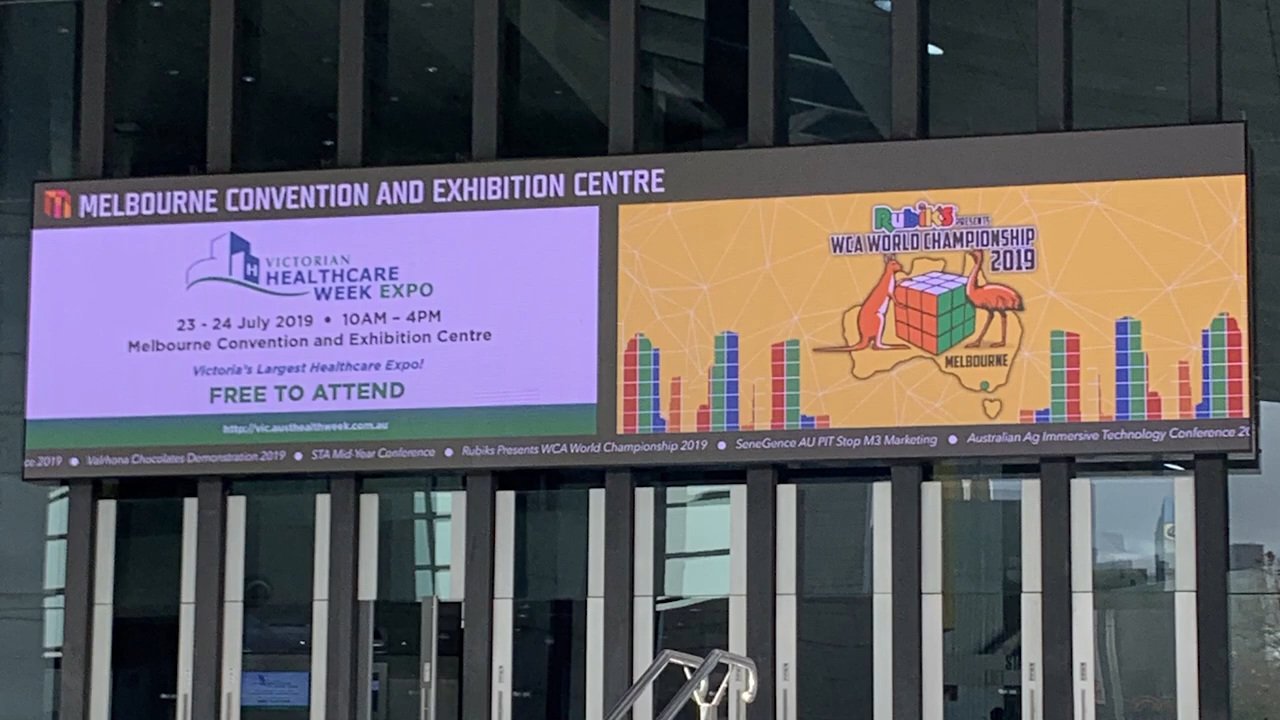 MELBOURNE CONVENTION AND EXHIBITION CENTRE
VICTORIAN
HEALTHCARE
WEEK EXPO
H
23 - 24 July 2019 • 10AM – 4PM
Melbourne Convention and Exhibition Centre
Victoria's Largest Healthcare Expo!
FREE TO ATTEND
http://vic.austhealthweek.com.au
Rubik's PRESENTS
WCA WORLD CHAMPIONSHIP
2019
MELBOURNE
ce 2019 • Valrhona Chocolates Demonstration 2019 • STA Mid-Year Conference • Rubiks Presents WCA World Championship 2019 • SeneGence AU PIT Stop M3 Marketing • Australian Ag Immersive Technology Conference 20